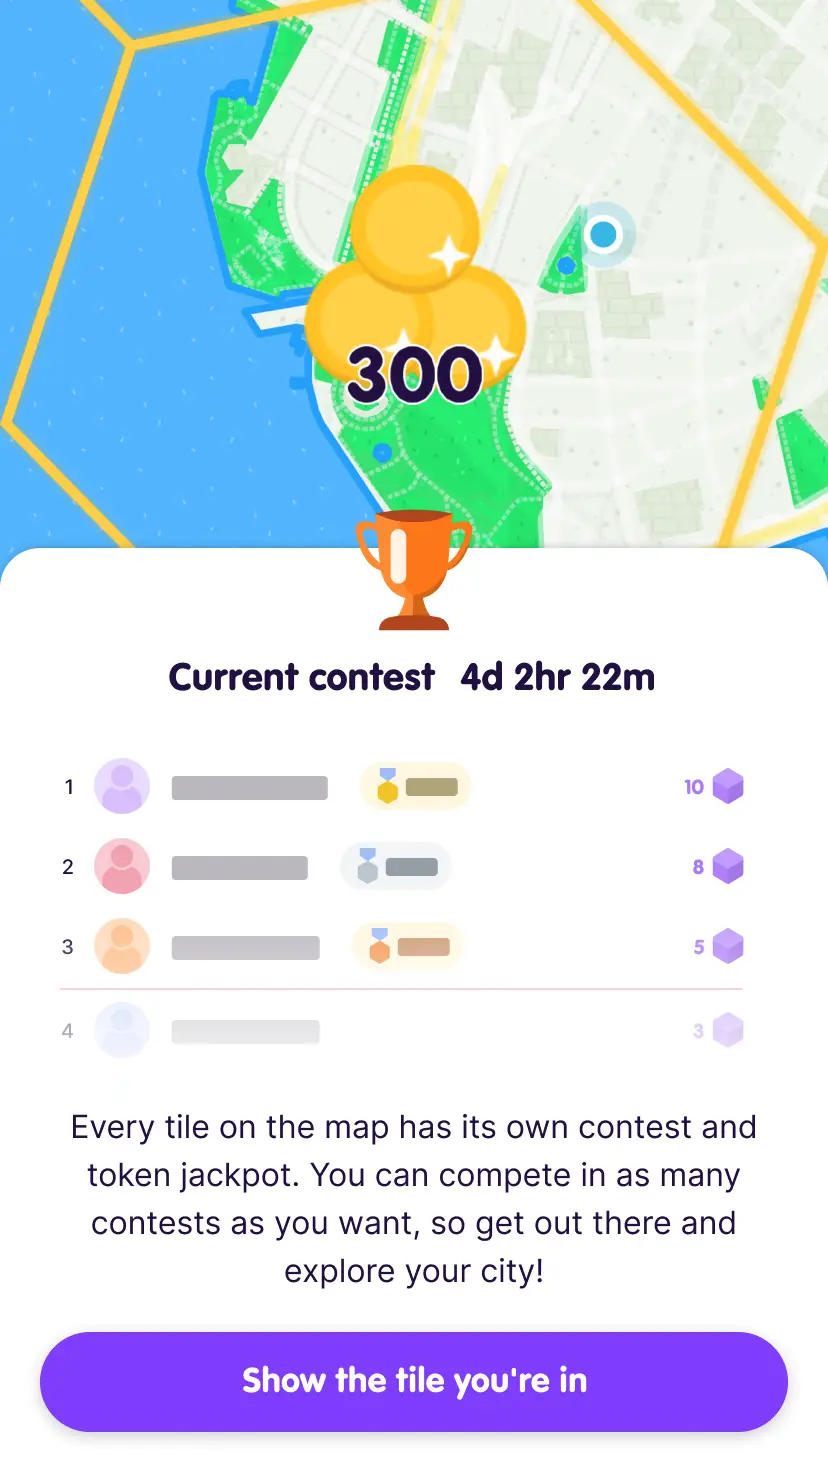 300
Current contest 4d 2hr 22m
1 10
2 8
3 5
4 3
Every tile on the map has its own contest and
token jackpot. You can compete in as many
contests as you want, so get out there and
explore your city!
Show the tile you're in